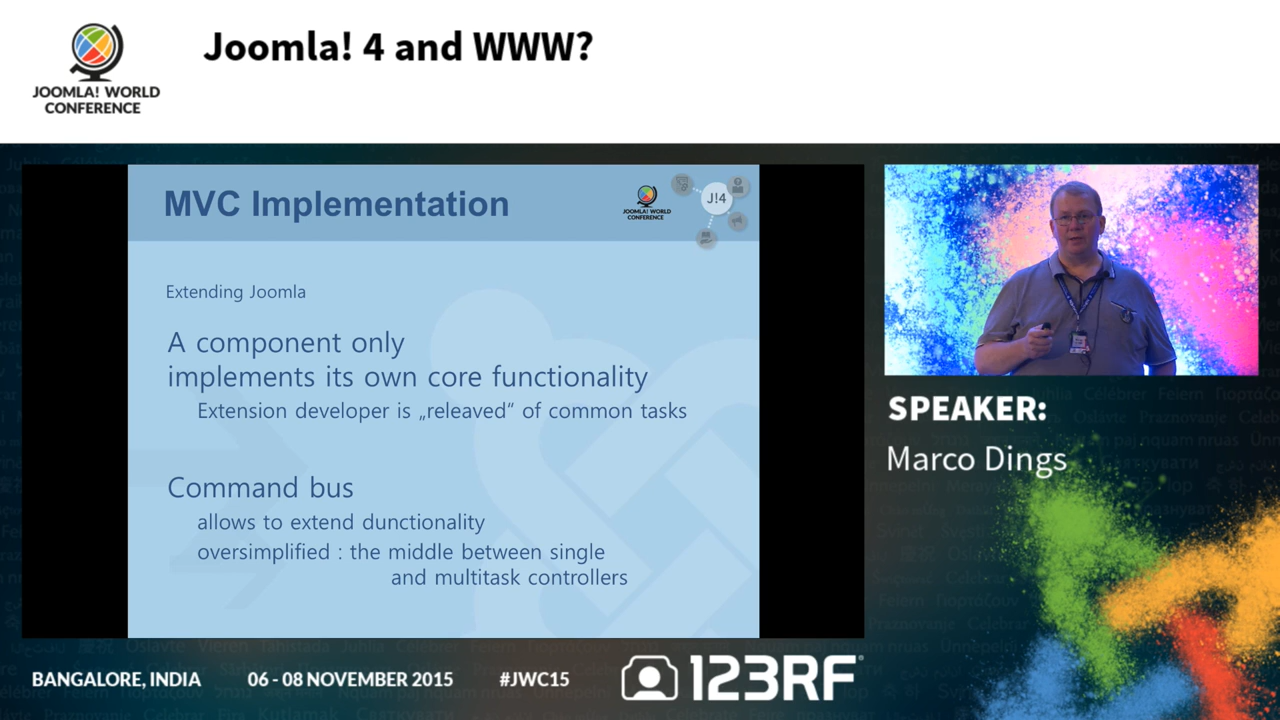 Joomla! 4 and WWW?
JOOMLA! WORLD
CONFERENCE
MVC Implementation
JOOMLA! WORLD
CONFERENCE
J!4
Extending Joomla
A component only
implements its own core functionality
Extension developer is „releaved“ of common tasks
Command bus
allows to extend dunctionality
oversimplified : the middle between single
and multitask controllers
SPEAKER:
Marco Dings
BANGALORE, INDIA
06 - 08 NOVEMBER 2015
#JWC15
123RF